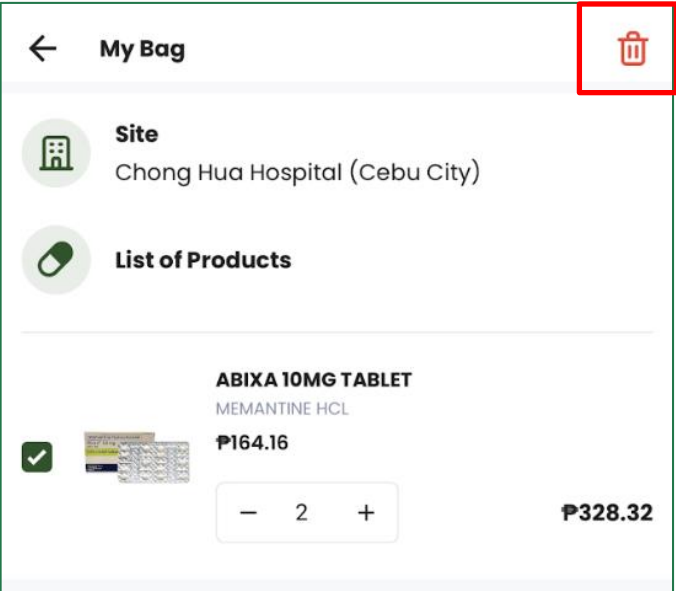 My Bag
Site
Chong Hua Hospital (Cebu City)
List of Products
ABIXA 10MG TABLET
MEMANTINE HCL
₱164.16
− 2 +
₱328.32